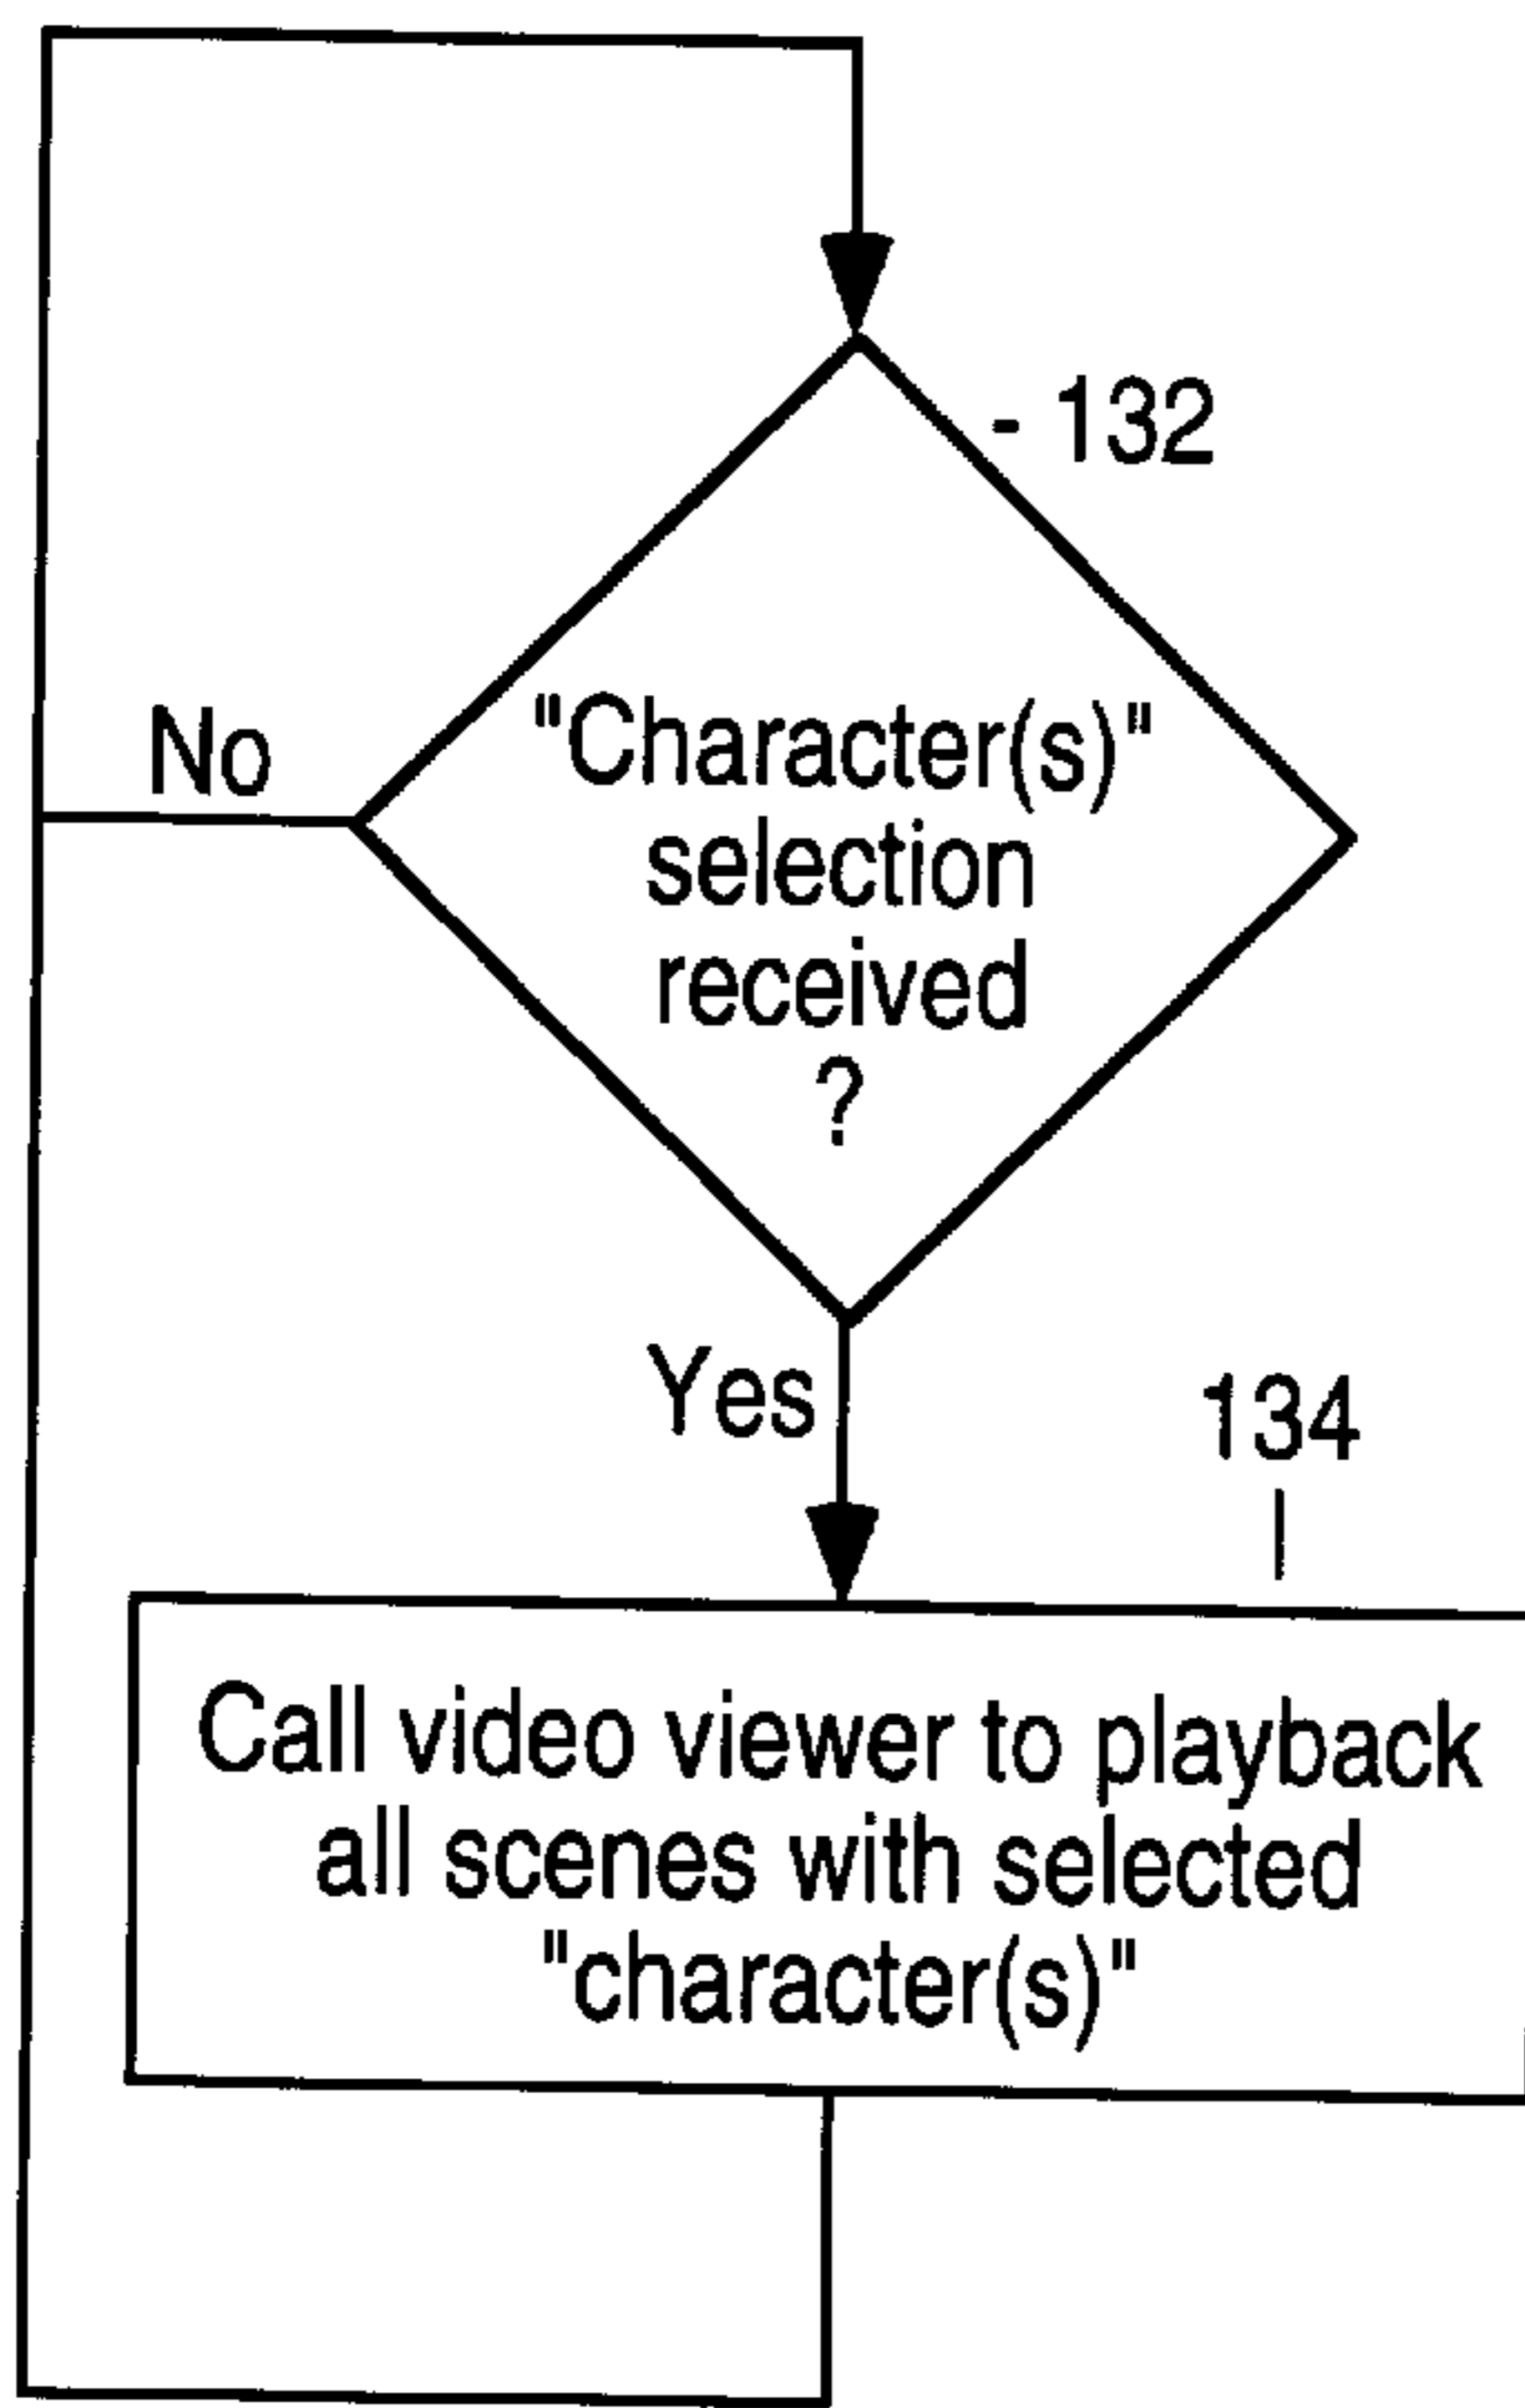 - 132
"Character(s)"
selection
received
?
No
Yes
134
Call video viewer to playback
all scenes with selected
"character(s)"